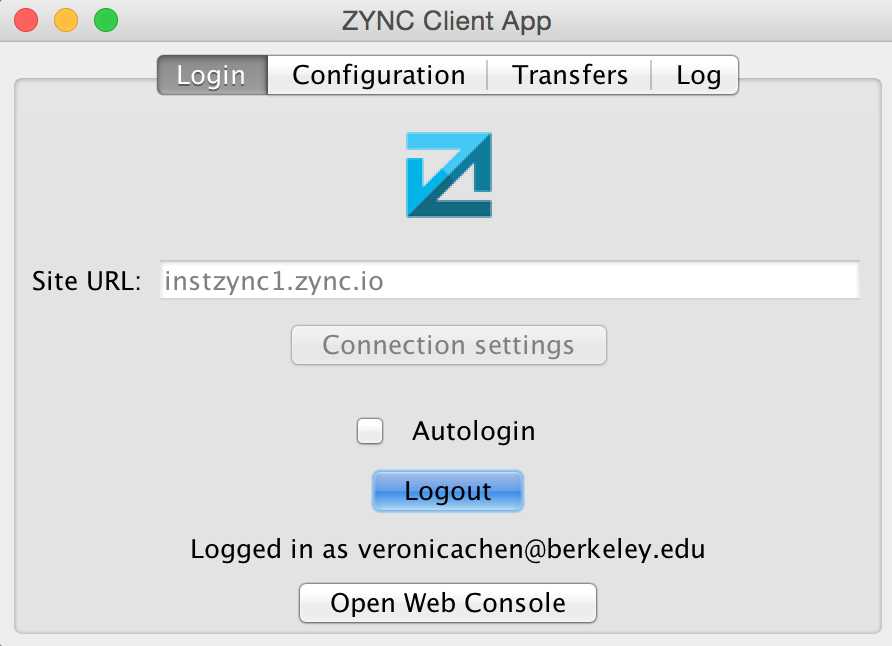 ZYNC Client App
Login Configuration Transfers Log
Site URL: instzync1.zync.io
Connection settings
Autologin
Logout
Logged in as veronicachen@berkeley.edu
Open Web Console